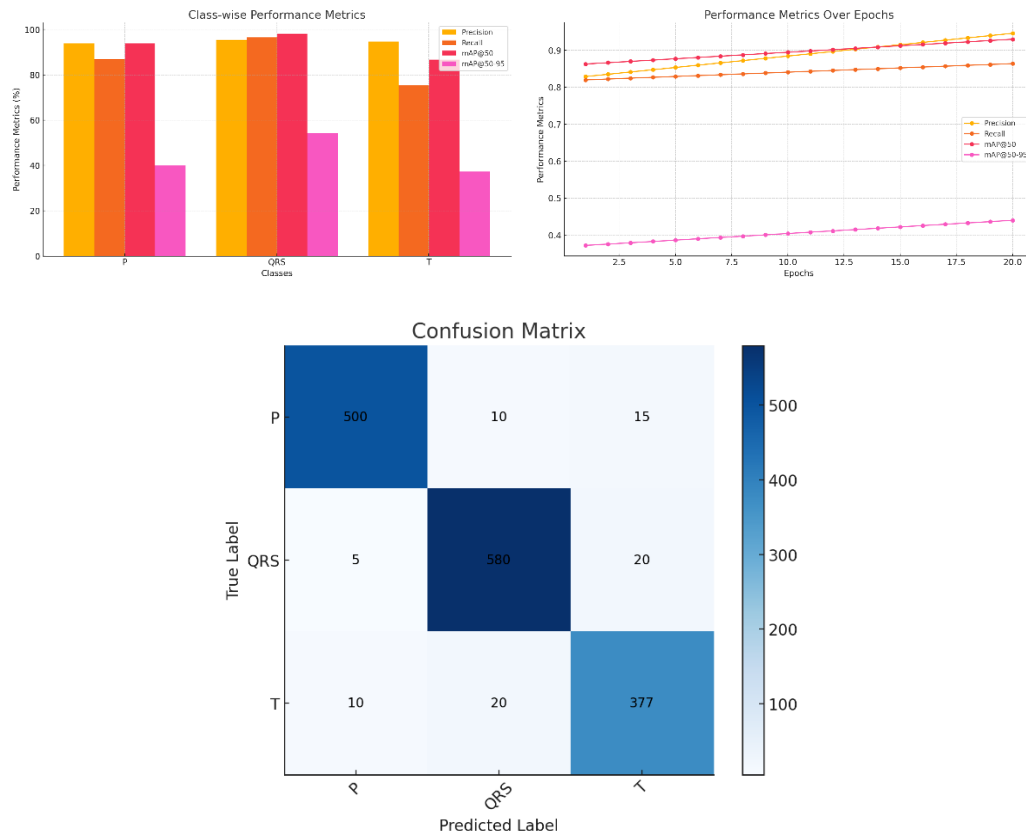 Class-wise Performance Metrics
100
80
60
40
20
0
Performance Metrics (%)
P
QRS
T
Classes
Precision
Recall
mAP@50
mAP@50-95
Performance Metrics Over Epochs
0.9
0.8
0.7
0.6
0.5
0.4
Performance Metrics
2.5
5.0
7.5
10.0
12.5
15.0
17.5
20.0
Epochs
Precision
Recall
mAP@50
mAP@50-95
Confusion Matrix
P
QRS
T
True Label
500
10
15
5
580
20
10
20
377
P
QRS
T
Predicted Label
500
400
300
200
100